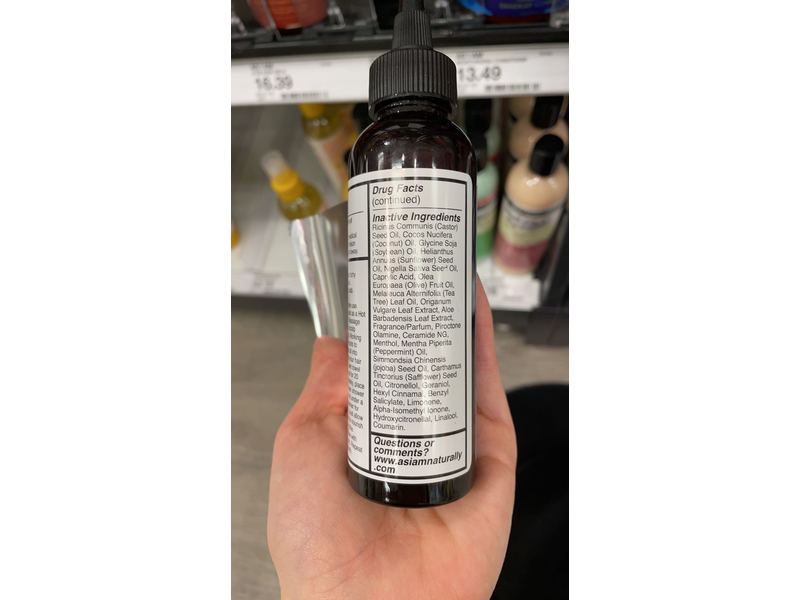 16.39
13.49
Drug Facts
(continued)
Inactive Ingredients
Ricinus Communis (Castor)
Seed Oil, Cocos Nucifera
(Coconut) Oil, Glycine Soja
(Soybean) Oil, Helianthus
Annuus (Sunflower) Seed
Oil, Nigella Sativa Seed Oil,
Caprylic Acid, Olea
Europaea (Olive) Fruit Oil,
Melaleuca Alternifolia (Tea
Tree) Leaf Oil, Origanum
Vulgare Leaf Extract, Aloe
Barbadensis Leaf Extract,
Fragrance/Parfum, Piroctone
Olamine, Ceramide NG,
Menthol, Mentha Piperita
(Peppermint) Oil,
Simmondsia Chinensis
(jojoba) Seed Oil, Carthamus
Tinctorius (Safflower) Seed
Oil, Citronellol, Geraniol,
Hexyl Cinnamal, Benzyl
Salicylate, Limonene,
Alpha-Isomethyl Ionone,
Hydroxycitronellal, Linalool,
Coumarin.
Questions or
comments?
www.asiamnaturally
.com